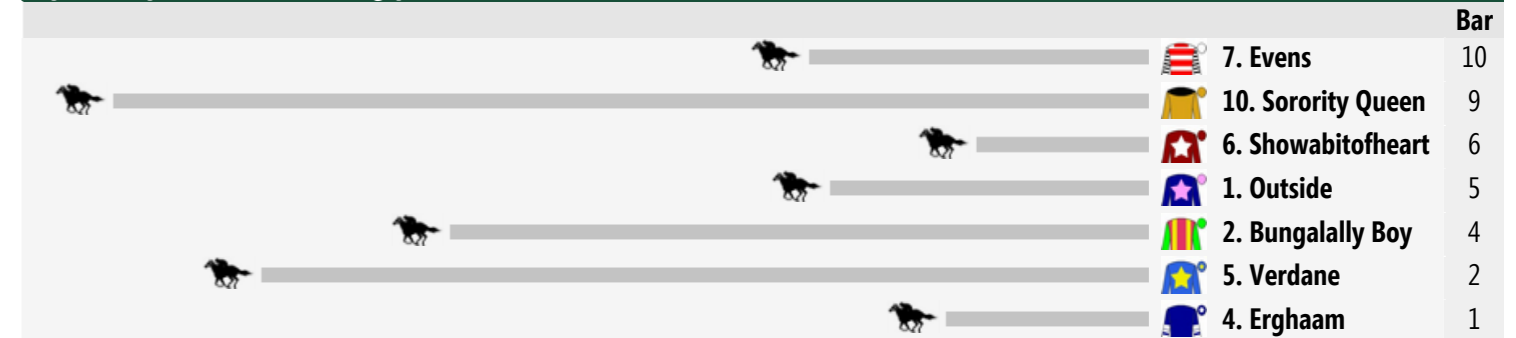 Bar
7. Evens 10
10. Sorority Queen 9
6. Showabitofheart 6
1. Outside 5
2. Bungalally Boy 4
5. Verdane 2
4. Erghaam 1